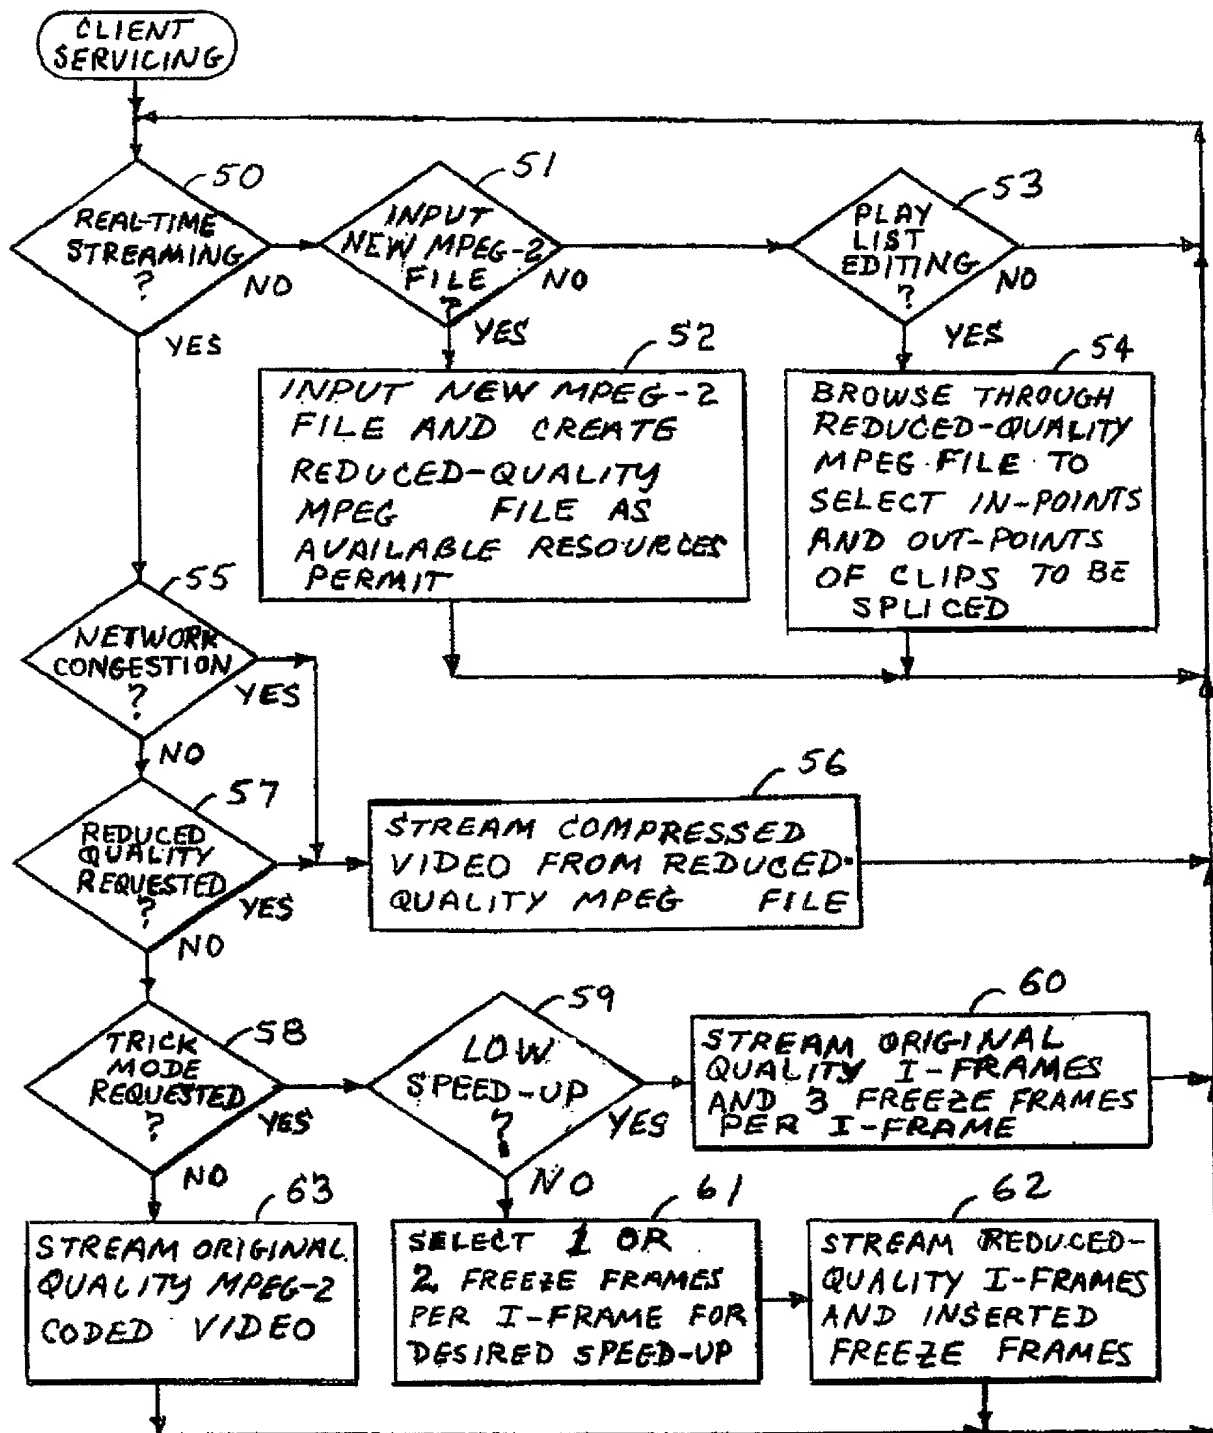 CLIENT
SERVICING
50
REAL-TIME
STREAMING
?
NO
YES
51
INPUT
NEW MPEG-2
FILE
?
NO
YES
53
PLAY
LIST
EDITING
?
NO
YES
52
INPUT NEW MPEG-2
FILE AND CREATE
REDUCED-QUALITY
MPEG FILE AS
AVAILABLE RESOURCES
PERMIT
54
BROWSE THROUGH
REDUCED-QUALITY
MPEG FILE TO
SELECT IN-POINTS
AND OUT-POINTS
OF CLIPS TO BE
SPLICED
55
NETWORK
CONGESTION
?
YES
NO
57
REDUCED
QUALITY
REQUESTED
?
YES
NO
56
STREAM COMPRESSED
VIDEO FROM REDUCED-
QUALITY MPEG FILE
58
TRICK
MODE
REQUESTED
?
YES
NO
59
LOW
SPEED-UP
?
YES
NO
60
STREAM ORIGINAL
QUALITY I-FRAMES
AND 3 FREEZE FRAMES
PER I-FRAME
63
STREAM ORIGINAL
QUALITY MPEG-2
CODED VIDEO
61
SELECT 1 OR
2 FREEZE FRAMES
PER I-FRAME FOR
DESIRED SPEED-UP
62
STREAM REDUCED-
QUALITY I-FRAMES
AND INSERTED
FREEZE FRAMES